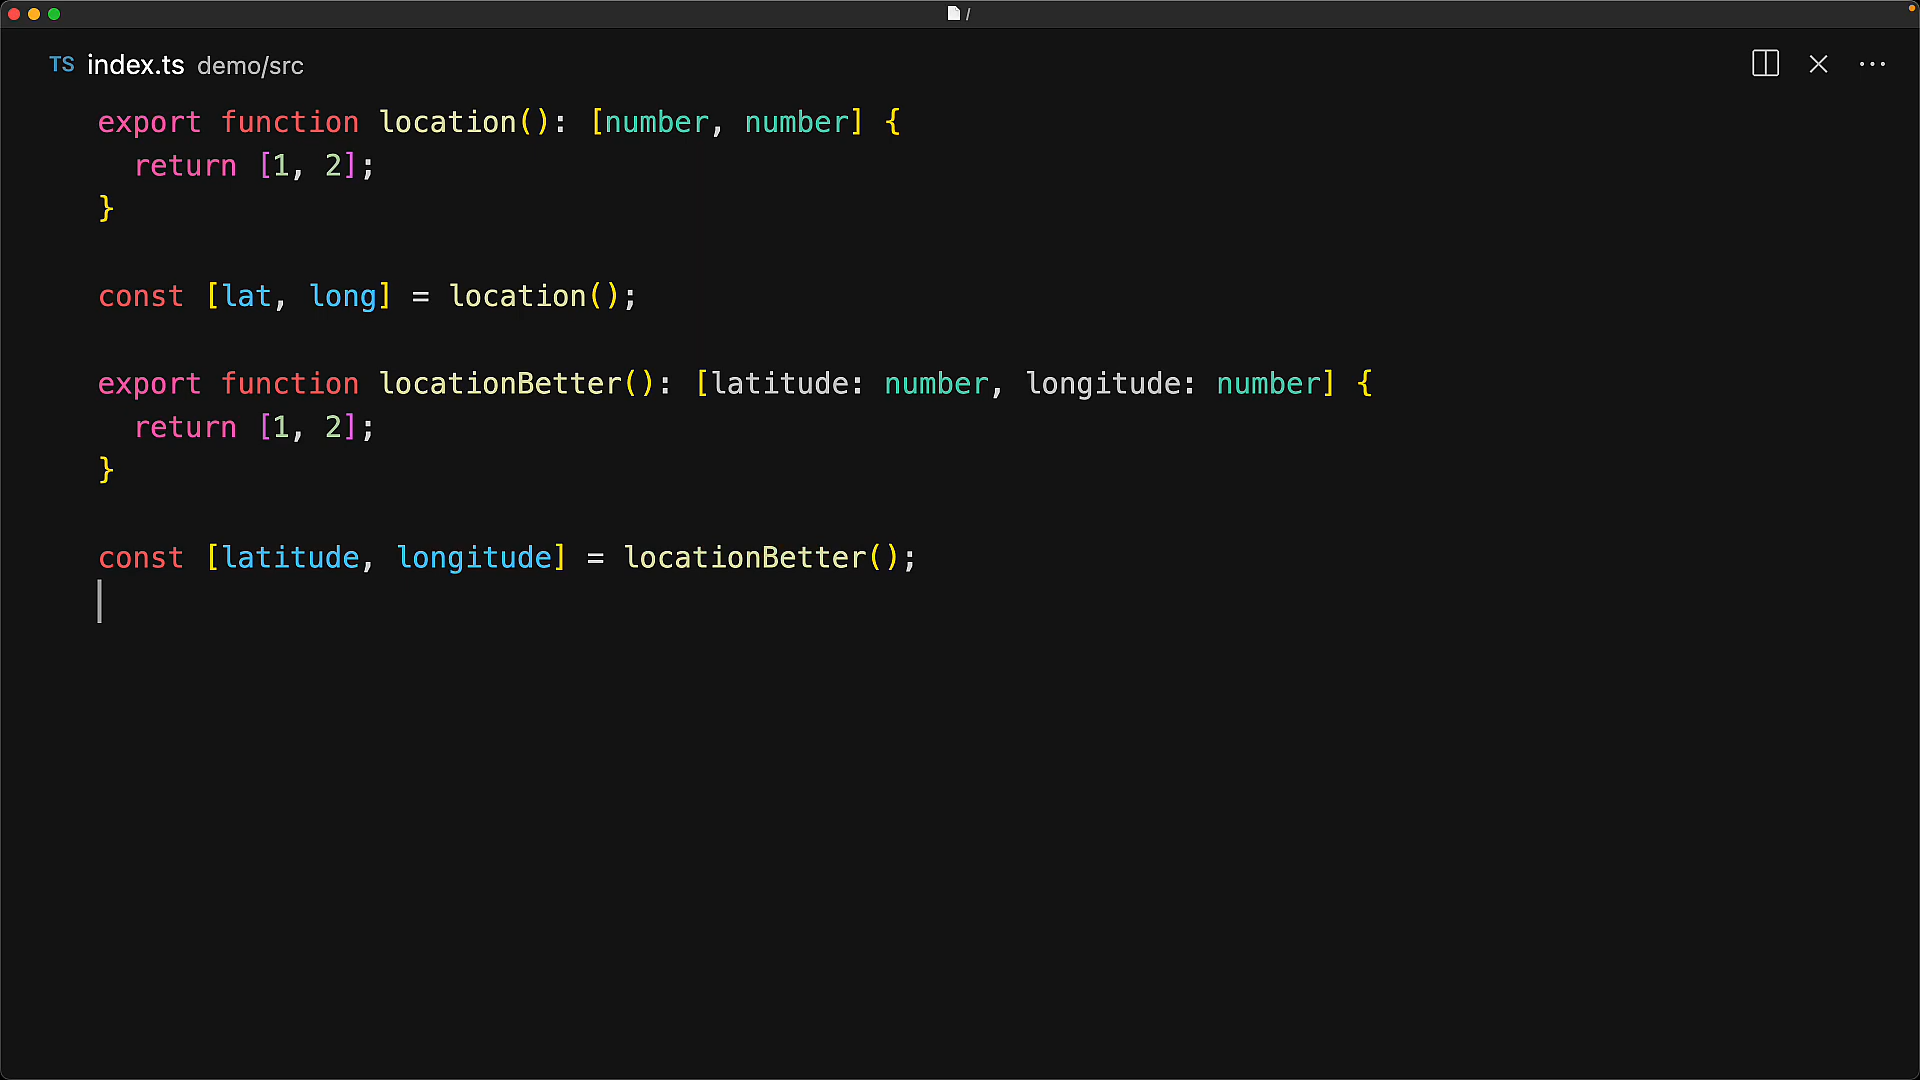 /
TS index.ts demo/src
export function location(): [number, number] {
  return [1, 2];
}
const [lat, long] = location();
export function locationBetter(): [latitude: number, longitude: number] {
  return [1, 2];
}
const [latitude, longitude] = locationBetter();